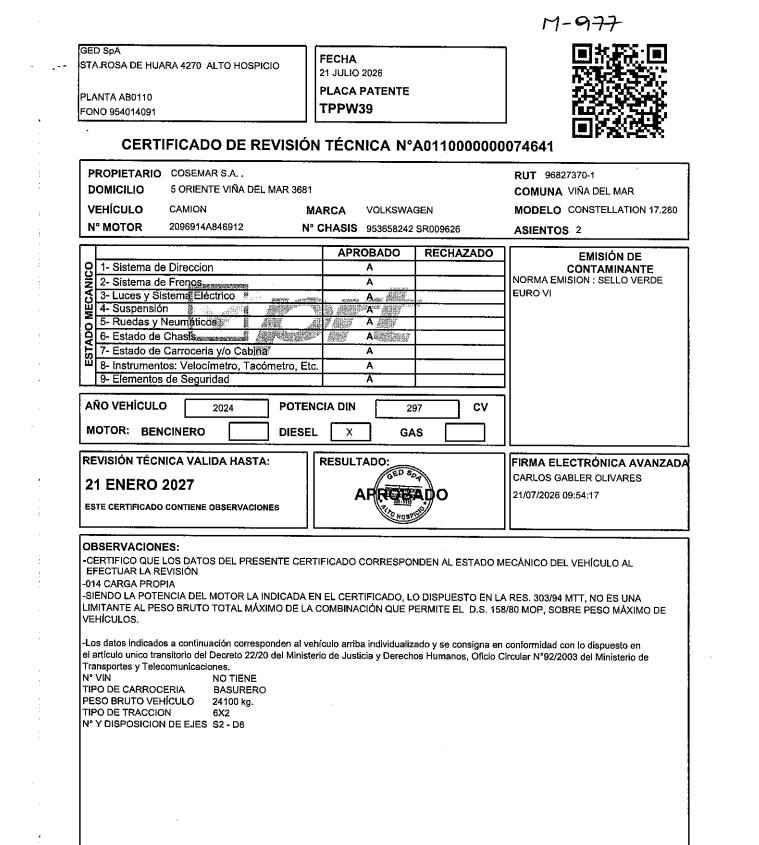 M-977
GED SpA
STA.ROSA DE HUARA 4270 ALTO HOSPICIO
PLANTA AB0110
FONO 954014091
FECHA
21 JULIO 2026
PLACA PATENTE
TPPW39
CERTIFICADO DE REVISIÓN TÉCNICA N°A0110000000074641
PROPIETARIO COSEMAR S.A. .
RUT 96827370-1
DOMICILIO 5 ORIENTE VIÑA DEL MAR 3681
COMUNA VIÑA DEL MAR
VEHÍCULO CAMION MARCA VOLKSWAGEN MODELO CONSTELLATION 17.280
N° MOTOR 2096914A846912 N° CHASIS 953658242 SR009626 ASIENTOS 2
ESTADO MECÁNICO
APROBADO RECHAZADO
1- Sistema de Direccion A
2- Sistema de Frenos A
3- Luces y Sistema Eléctrico A
4- Suspensión A
5- Ruedas y Neumáticos A
6- Estado de Chasis A
7- Estado de Carroceria y/o Cabina A
8- Instrumentos: Velocímetro, Tacómetro, Etc. A
9- Elementos de Seguridad A
prt
EMISIÓN DE
CONTAMINANTE
NORMA EMISION : SELLO VERDE
EURO VI
AÑO VEHÍCULO 2024 POTENCIA DIN 297 CV
MOTOR: BENCINERO DIESEL X GAS
REVISIÓN TÉCNICA VALIDA HASTA:
21 ENERO 2027
ESTE CERTIFICADO CONTIENE OBSERVACIONES
RESULTADO:
APROBADO
GED SpA
ALTO HOSPICIO
FIRMA ELECTRÓNICA AVANZADA
CARLOS GABLER OLIVARES
21/07/2026 09:54:17
OBSERVACIONES:
-CERTIFICO QUE LOS DATOS DEL PRESENTE CERTIFICADO CORRESPONDEN AL ESTADO MECÁNICO DEL VEHÍCULO AL
EFECTUAR LA REVISIÓN
-014 CARGA PROPIA
-SIENDO LA POTENCIA DEL MOTOR LA INDICADA EN EL CERTIFICADO, LO DISPUESTO EN LA RES. 303/94 MTT, NO ES UNA
LIMITANTE AL PESO BRUTO TOTAL MÁXIMO DE LA COMBINACIÓN QUE PERMITE EL D.S. 158/80 MOP, SOBRE PESO MÁXIMO DE
VEHÍCULOS.
-Los datos indicados a continuación corresponden al vehículo arriba individualizado y se consigna en conformidad con lo dispuesto en
el artículo unico transitorio del Decreto 22/20 del Ministerio de Justicia y Derechos Humanos, Oficio Circular N°92/2003 del Ministerio de
Transportes y Telecomunicaciones.
N° VIN NO TIENE
TIPO DE CARROCERIA BASURERO
PESO BRUTO VEHÍCULO 24100 kg.
TIPO DE TRACCION 6X2
N° Y DISPOSICION DE EJES S2 - D8